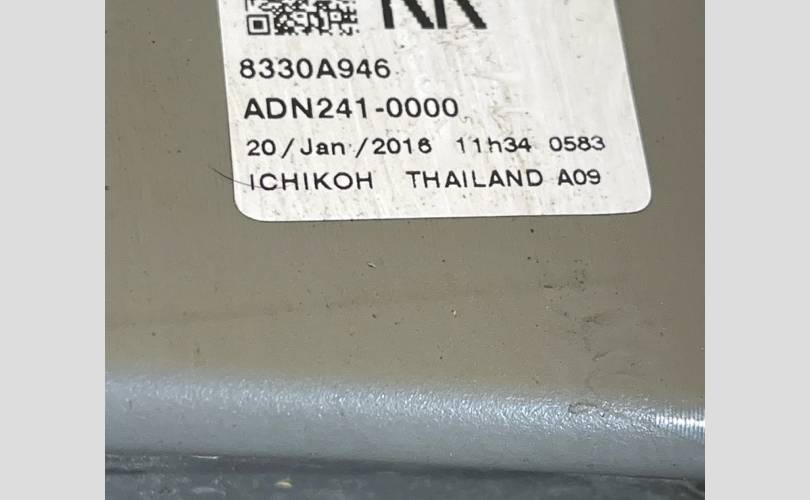 8330A946
ADN241-0000
20/Jan/2016 11h34 0583
ICHIKOH THAILAND A09